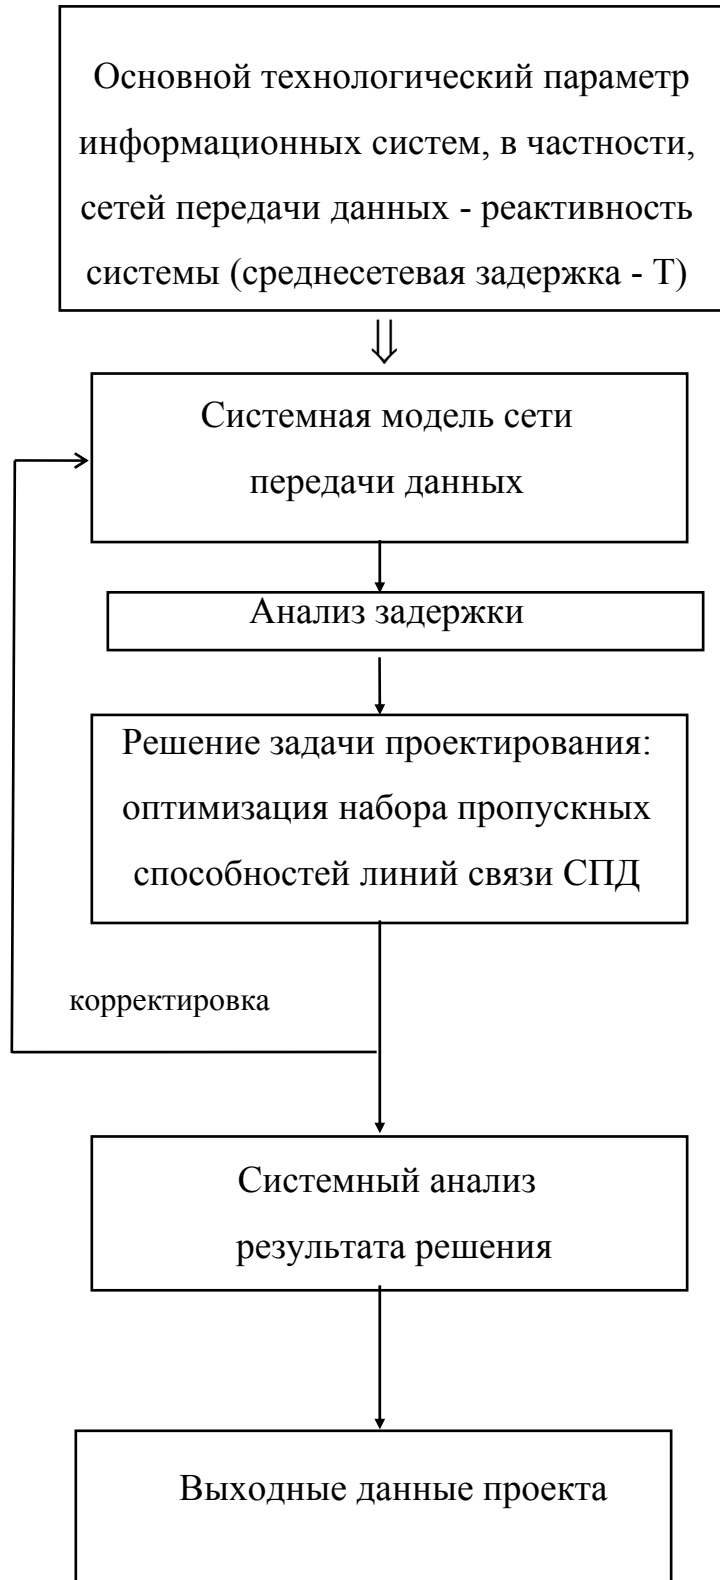 Основной технологический параметр
информационных систем, в частности,
сетей передачи данных - реактивность
системы (среднесетевая задержка - Т)
Системная модель сети
передачи данных
Анализ задержки
Решение задачи проектирования:
оптимизация набора пропускных
способностей линий связи СПД
корректировка
Системный анализ
результата решения
Выходные данные проекта